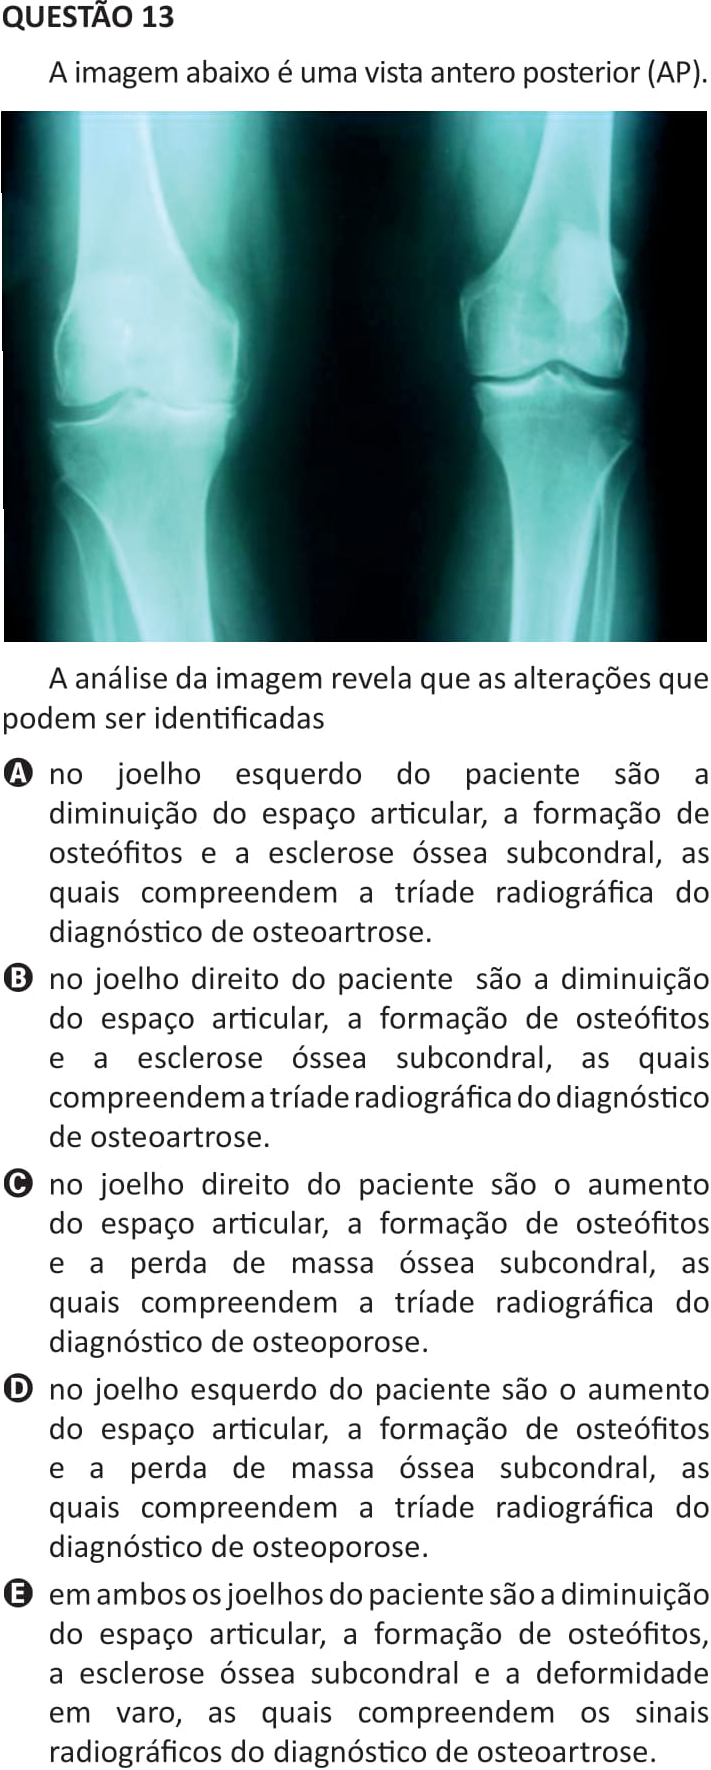 QUESTÃO 13
A imagem abaixo é uma vista antero posterior (AP).
A análise da imagem revela que as alterações que
podem ser identificadas
A no joelho esquerdo do paciente são a
diminuição do espaço articular, a formação de
osteófitos e a esclerose óssea subcondral, as
quais compreendem a tríade radiográfica do
diagnóstico de osteoartrose.
B no joelho direito do paciente são a diminuição
do espaço articular, a formação de osteófitos
e a esclerose óssea subcondral, as quais
compreendem a tríade radiográfica do diagnóstico
de osteoartrose.
C no joelho direito do paciente são o aumento
do espaço articular, a formação de osteófitos
e a perda de massa óssea subcondral, as
quais compreendem a tríade radiográfica do
diagnóstico de osteoporose.
D no joelho esquerdo do paciente são o aumento
do espaço articular, a formação de osteófitos
e a perda de massa óssea subcondral, as
quais compreendem a tríade radiográfica do
diagnóstico de osteoporose.
E em ambos os joelhos do paciente são a diminuição
do espaço articular, a formação de osteófitos,
a esclerose óssea subcondral e a deformidade
em varo, as quais compreendem os sinais
radiográficos do diagnóstico de osteoartrose.